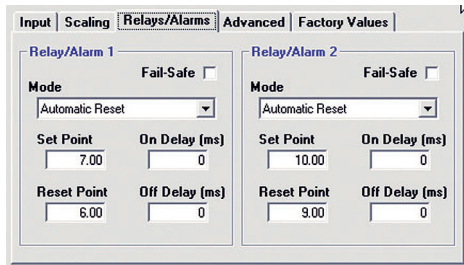 Input Scaling Relays/Alarms Advanced Factory Values
Relay/Alarm 1
Fail-Safe
Mode
Automatic Reset
Set Point On Delay (ms)
7.00 0
Reset Point Off Delay (ms)
6.00 0
Relay/Alarm 2
Fail-Safe
Mode
Automatic Reset
Set Point On Delay (ms)
10.00 0
Reset Point Off Delay (ms)
9.00 0